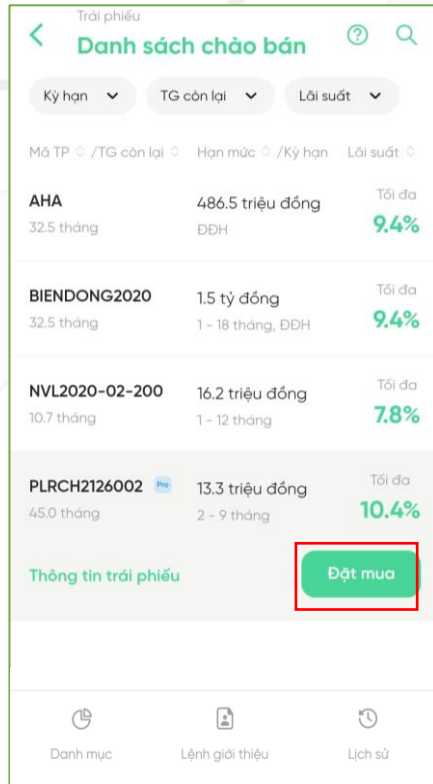 Trái phiếu
Danh sách chào bán
Kỳ hạn TG còn lại Lãi suất
Mã TP /TG còn lại Hạn mức /Kỳ hạn Lãi suất
AHA 486.5 triệu đồng Tối đa
32.5 tháng ĐĐH 9.4%
BIENDONG2020 1.5 tỷ đồng Tối đa
32.5 tháng 1 - 18 tháng, ĐĐH 9.4%
NVL2020-02-200 16.2 triệu đồng Tối đa
10.7 tháng 1 - 12 tháng 7.8%
PLRCH2126002 Pro 13.3 triệu đồng Tối đa
45.0 tháng 2 - 9 tháng 10.4%
Thông tin trái phiếu Đặt mua
Danh mục Lệnh giới thiệu Lịch sử